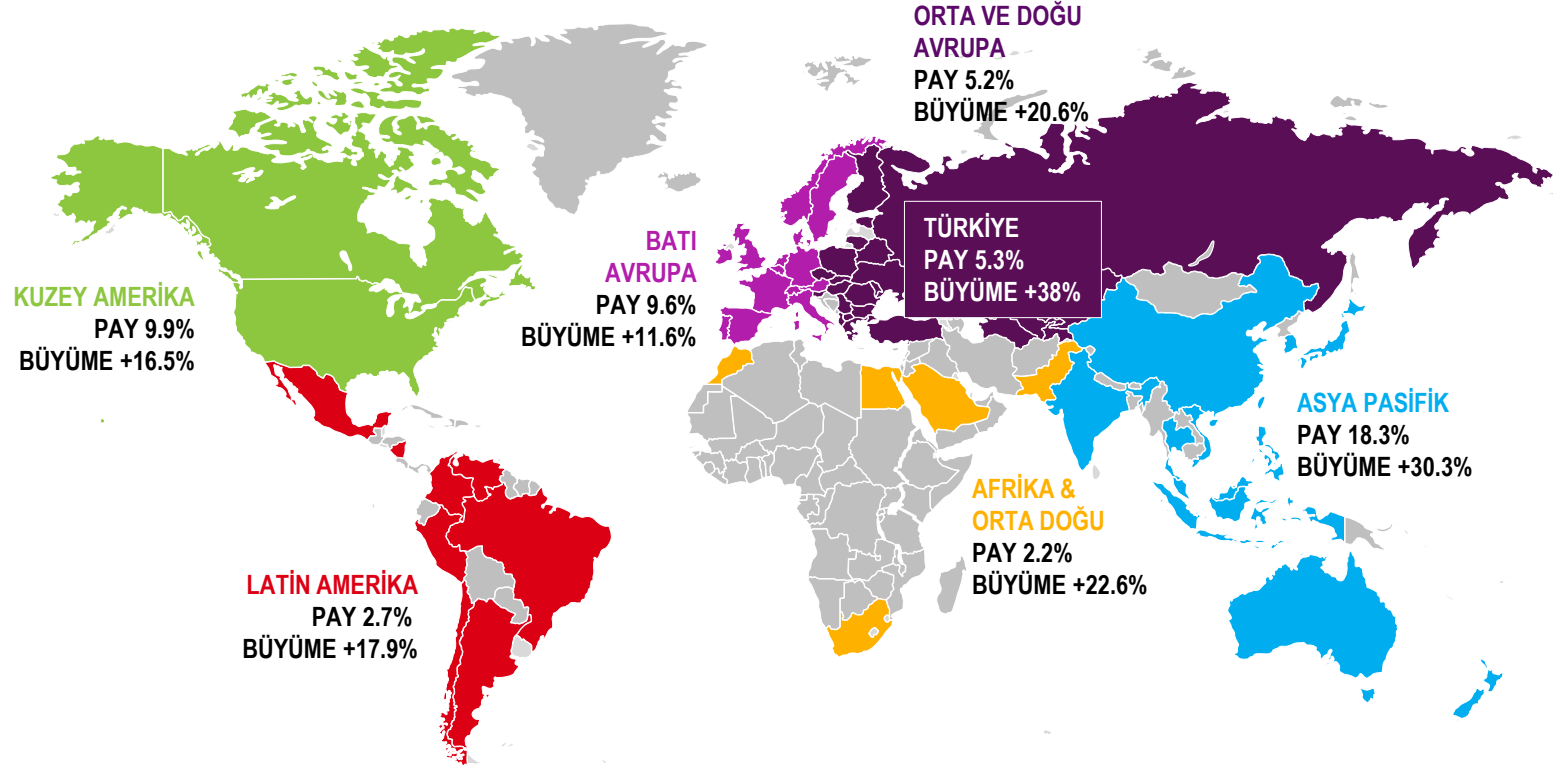 ORTA VE DOĞU
AVRUPA
PAY 5.2%
BÜYÜME +20.6%
TÜRKİYE
PAY 5.3%
BÜYÜME +38%
BATI
AVRUPA
PAY 9.6%
BÜYÜME +11.6%
KUZEY AMERİKA
PAY 9.9%
BÜYÜME +16.5%
ASYA PASİFİK
PAY 18.3%
BÜYÜME +30.3%
AFRİKA &
ORTA DOĞU
PAY 2.2%
BÜYÜME +22.6%
LATİN AMERİKA
PAY 2.7%
BÜYÜME +17.9%